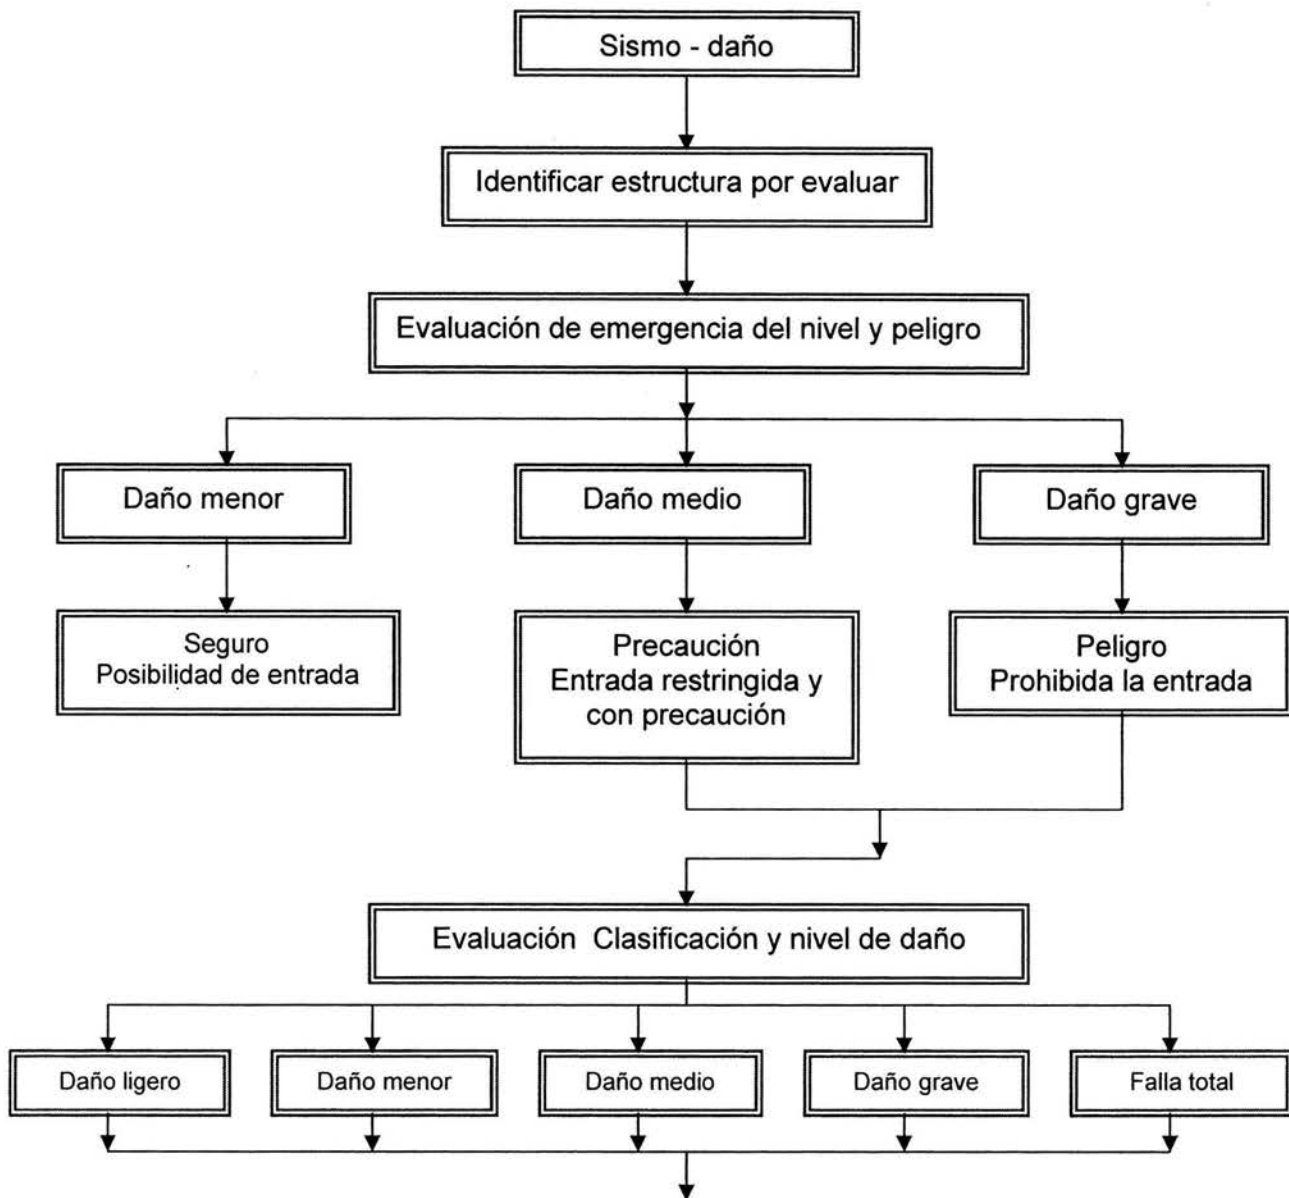 Sismo - daño
Identificar estructura por evaluar
Evaluación de emergencia del nivel y peligro
Daño menor
Daño medio
Daño grave
Seguro
Posibilidad de entrada
Precaución
Entrada restringida y
con precaución
Peligro
Prohibida la entrada
Evaluación Clasificación y nivel de daño
Daño ligero
Daño menor
Daño medio
Daño grave
Falla total